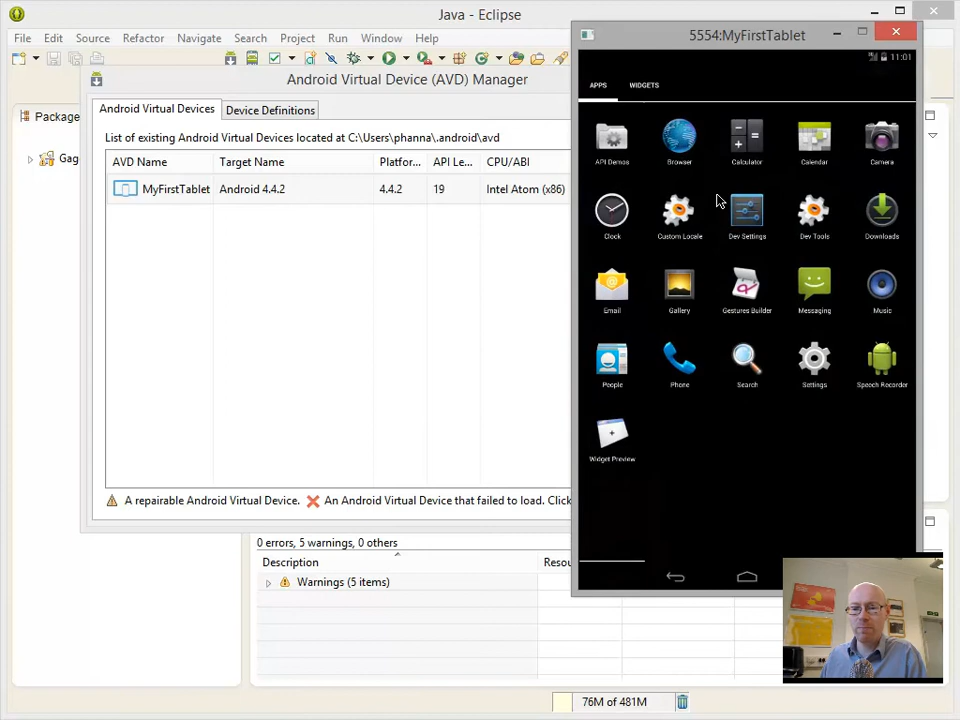 Java - Eclipse
File Edit Source Refactor Navigate Search Project Run Window Help
5554:MyFirstTablet
11:01
APPS WIDGETS
Android Virtual Device (AVD) Manager
Android Virtual Devices Device Definitions
List of existing Android Virtual Devices located at C:\Users\phanna\.android\avd
AVD Name Target Name Platfor... API Le... CPU/ABI
MyFirstTablet Android 4.4.2 4.4.2 19 Intel Atom (x86)
A repairable Android Virtual Device. An Android Virtual Device that failed to load. Click
Package
Gag
API Demos Browser Calculator Calendar Camera
Clock Custom Locale Dev Settings Dev Tools Downloads
Email Gallery Gestures Builder Messaging Music
People Phone Search Settings Speech Recorder
Widget Preview
0 errors, 5 warnings, 0 others
Description Resou
Warnings (5 items)
76M of 481M